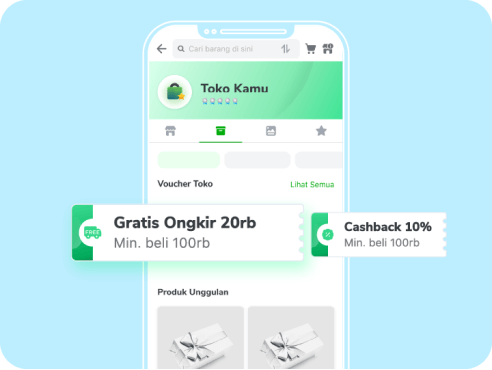 Cari barang di sini
Toko Kamu
Voucher Toko
Lihat Semua
FREE
Gratis Ongkir 20rb
Min. beli 100rb
Cashback 10%
Min. beli 100rb
Produk Unggulan